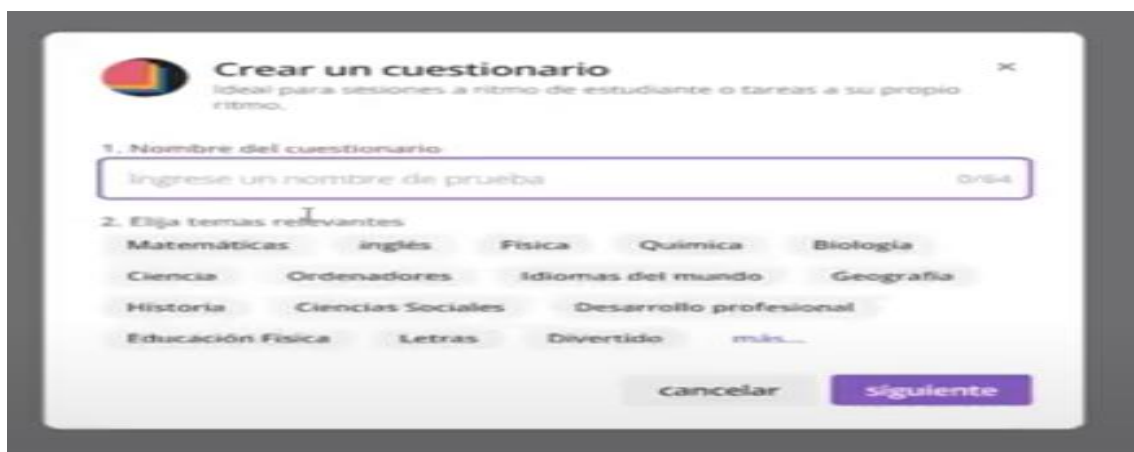 Crear un cuestionario
Ideal para sesiones a ritmo de estudiante o tareas a su propio
ritmo.
1. Nombre del cuestionario
Ingrese un nombre de prueba 0/64
2. Elija temas relevantes
Matemáticas inglés Física Química Biología
Ciencia Ordenadores Idiomas del mundo Geografía
Historia Ciencias Sociales Desarrollo profesional
Educación Física Letras Divertido más...
cancelar siguiente